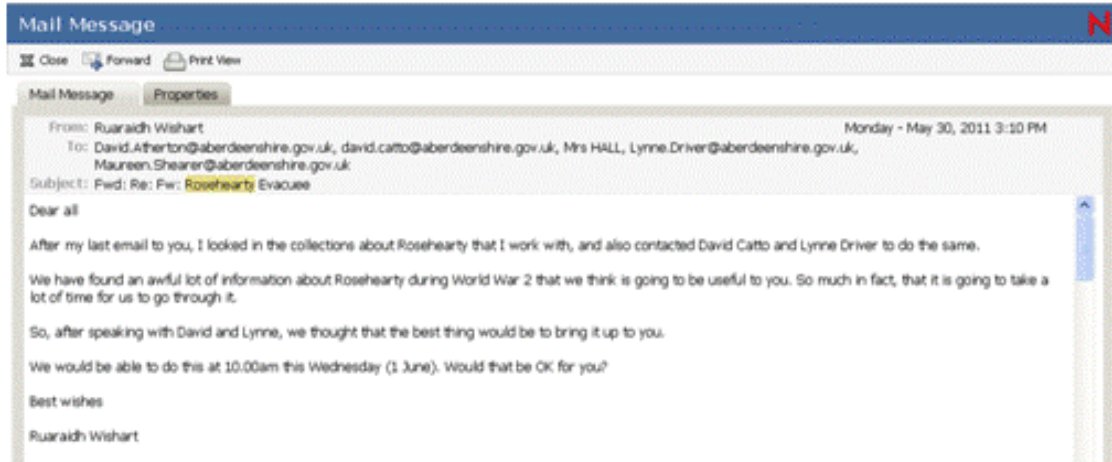 Mail Message
N
Close Forward Print View
Mail Message Properties
From: Ruaraidh Wishart Monday - May 30, 2011 3:10 PM
To: David.Atherton@aberdeenshire.gov.uk, david.catto@aberdeenshire.gov.uk, Mrs HALL, Lynne.Driver@aberdeenshire.gov.uk,
Maureen.Shearer@aberdeenshire.gov.uk
Subject: Fwd: Re: Fw: Rosehearty Evacuee
Dear all
After my last email to you, I looked in the collections about Rosehearty that I work with, and also contacted David Catto and Lynne Driver to do the same.
We have found an awful lot of information about Rosehearty during World War 2 that we think is going to be useful to you. So much in fact, that it is going to take a
lot of time for us to go through it.
So, after speaking with David and Lynne, we thought that the best thing would be to bring it up to you.
We would be able to do this at 10.00am this Wednesday (1 June). Would that be OK for you?
Best wishes
Ruaraidh Wishart